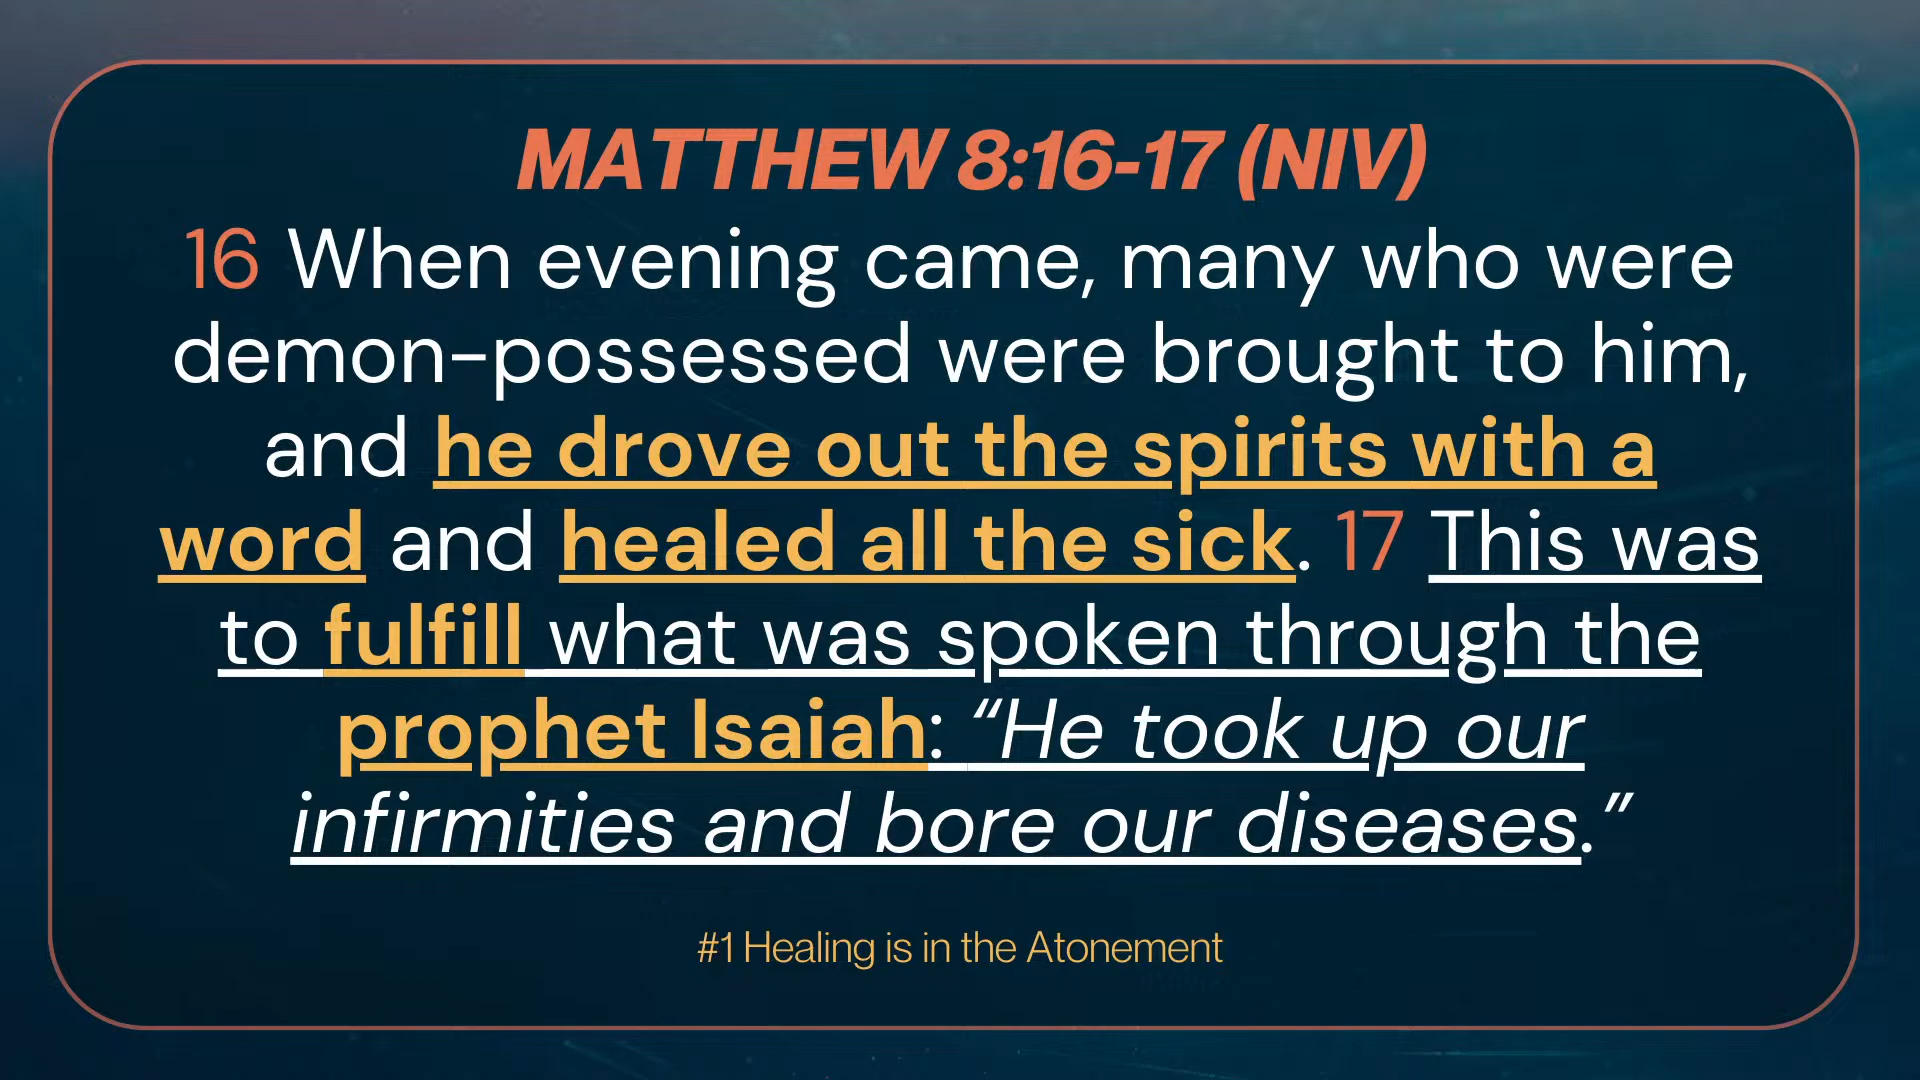 MATTHEW 8:16-17 (NIV)
16 When evening came, many who were
demon-possessed were brought to him,
and he drove out the spirits with a
word and healed all the sick. 17 This was
to fulfill what was spoken through the
prophet Isaiah: “He took up our
infirmities and bore our diseases.”
#1 Healing is in the Atonement